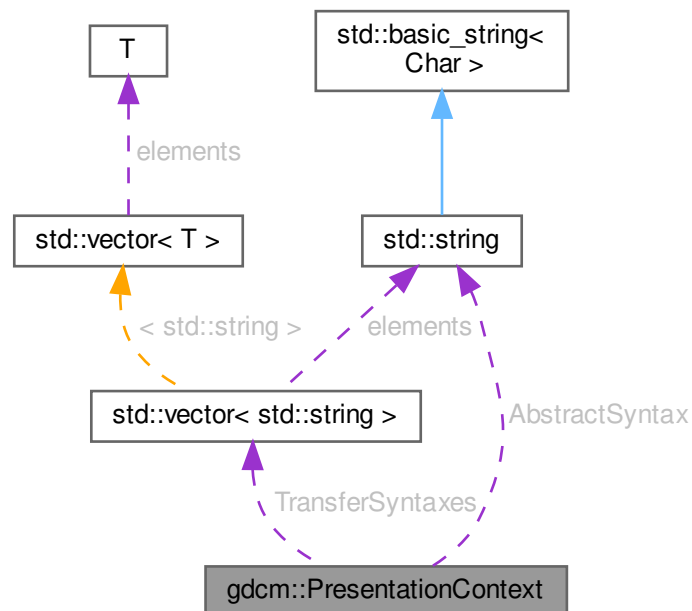 T
std::basic_string<
Char >
elements
std::vector< T >
std::string
< std::string >
elements
std::vector< std::string >
AbstractSyntax
TransferSyntaxes
gdcm::PresentationContext